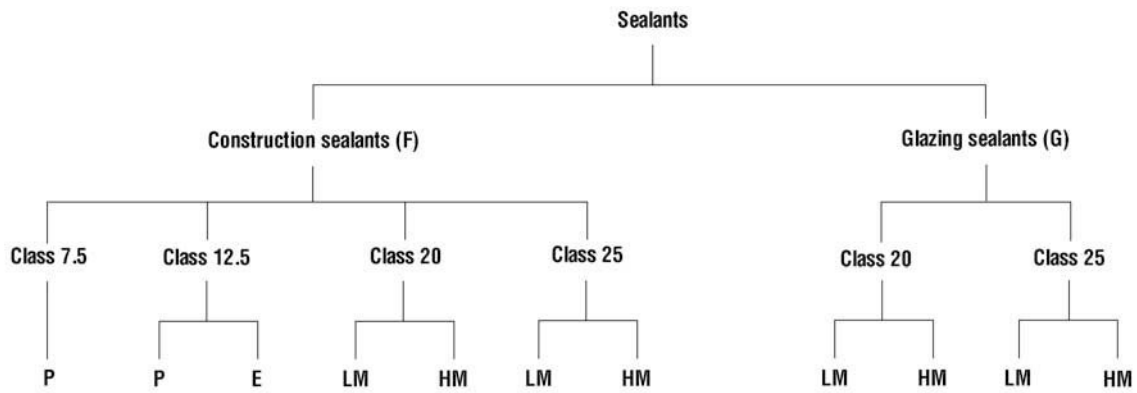 Sealants
Construction sealants (F)
Glazing sealants (G)
Class 7.5
Class 12.5
Class 20
Class 25
Class 20
Class 25
P
P
E
LM
HM
LM
HM
LM
HM
LM
HM